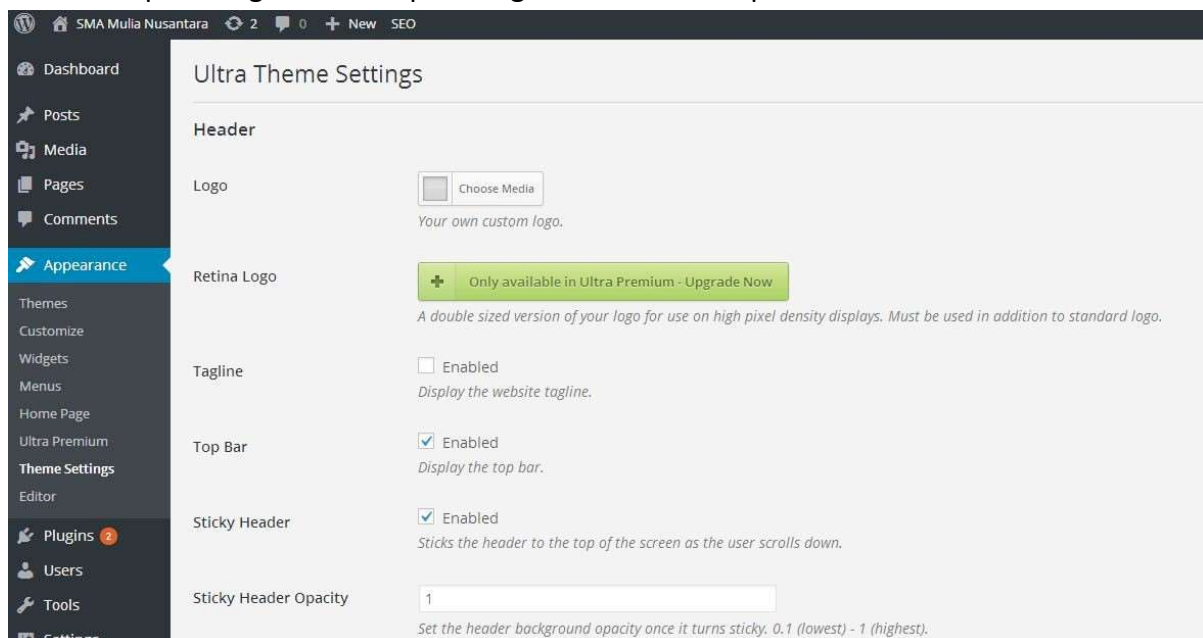 SMA Mulia Nusantara 2 0 + New SEO
Dashboard
Posts
Media
Pages
Comments
Appearance
Themes
Customize
Widgets
Menus
Home Page
Ultra Premium
Theme Settings
Editor
Plugins 2
Users
Tools
Ultra Theme Settings
Header
Logo
Choose Media
Your own custom logo.
Retina Logo
+ Only available in Ultra Premium - Upgrade Now
A double sized version of your logo for use on high pixel density displays. Must be used in addition to standard logo.
Tagline
Enabled
Display the website tagline.
Top Bar
Enabled
Display the top bar.
Sticky Header
Enabled
Sticks the header to the top of the screen as the user scrolls down.
Sticky Header Opacity
1
Set the header background opacity once it turns sticky. 0.1 (lowest) - 1 (highest).